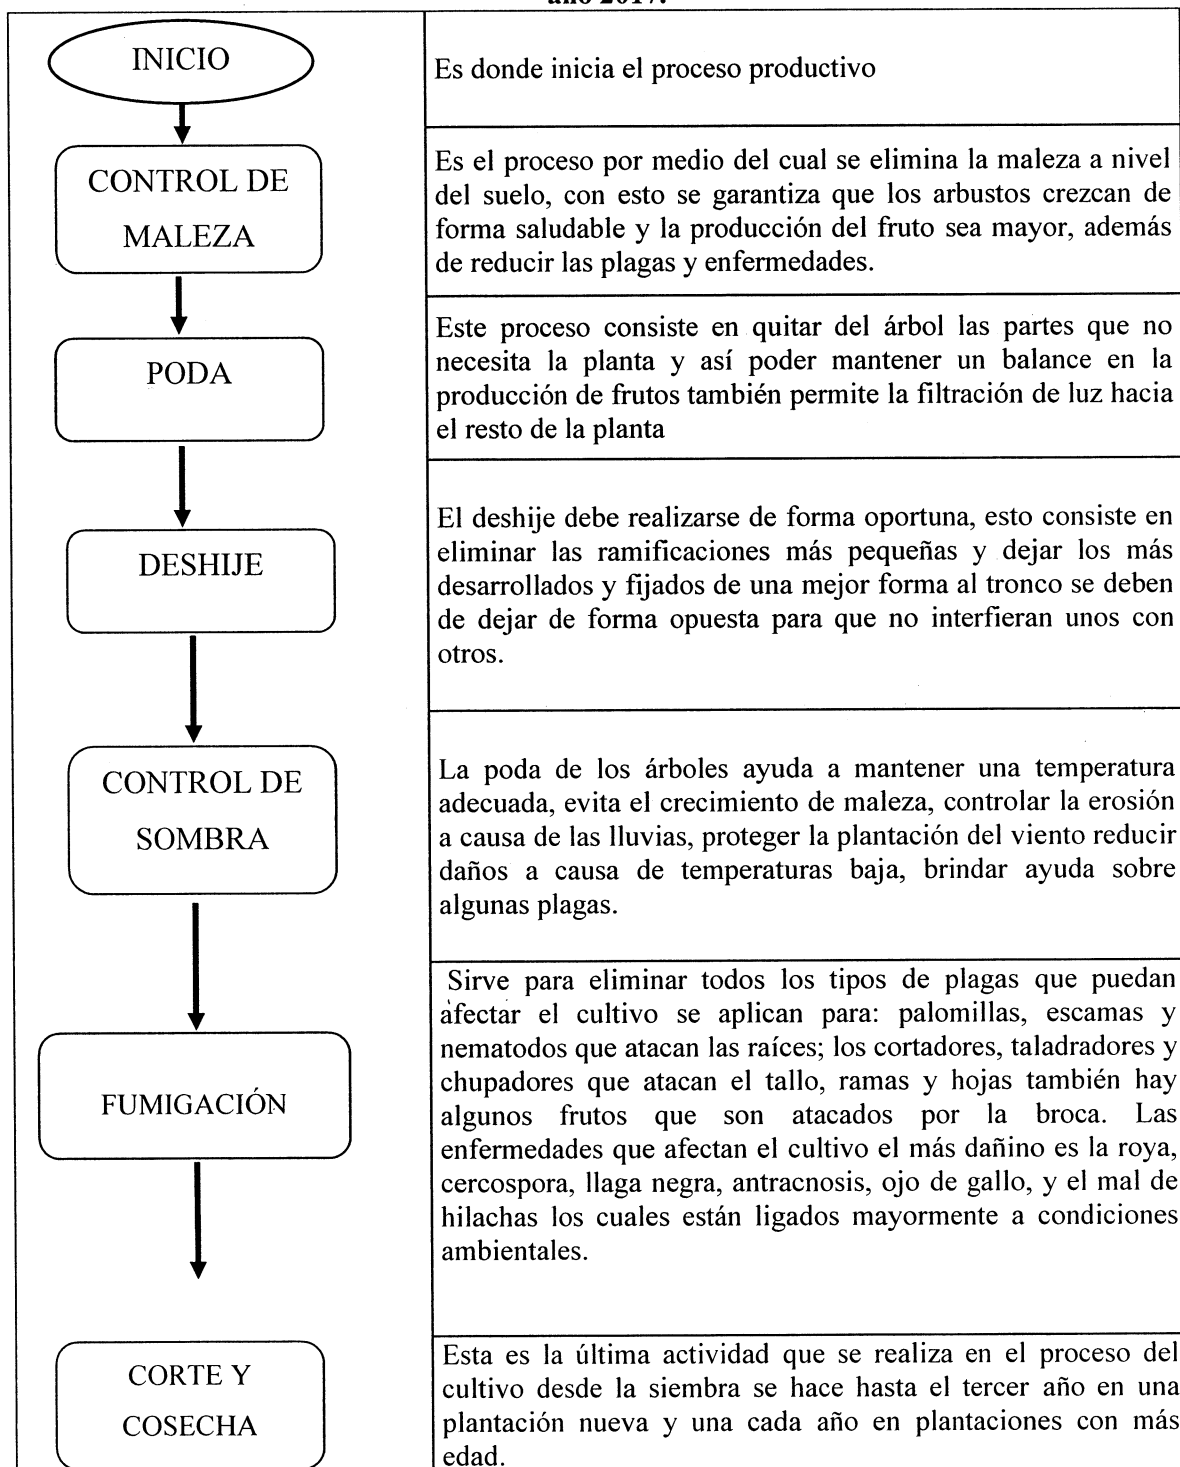 año 2017.
INICIO
Es donde inicia el proceso productivo
CONTROL DE
MALEZA
Es el proceso por medio del cual se elimina la maleza a nivel
del suelo, con esto se garantiza que los arbustos crezcan de
forma saludable y la producción del fruto sea mayor, además
de reducir las plagas y enfermedades.
PODA
Este proceso consiste en quitar del árbol las partes que no
necesita la planta y así poder mantener un balance en la
producción de frutos también permite la filtración de luz hacia
el resto de la planta
DESHIJE
El deshije debe realizarse de forma oportuna, esto consiste en
eliminar las ramificaciones más pequeñas y dejar los más
desarrollados y fijados de una mejor forma al tronco se deben
de dejar de forma opuesta para que no interfieran unos con
otros.
CONTROL DE
SOMBRA
La poda de los árboles ayuda a mantener una temperatura
adecuada, evita el crecimiento de maleza, controlar la erosión
a causa de las lluvias, proteger la plantación del viento reducir
daños a causa de temperaturas baja, brindar ayuda sobre
algunas plagas.
FUMIGACIÓN
Sirve para eliminar todos los tipos de plagas que puedan
afectar el cultivo se aplican para: palomillas, escamas y
nematodos que atacan las raíces; los cortadores, taladradores y
chupadores que atacan el tallo, ramas y hojas también hay
algunos frutos que son atacados por la broca. Las
enfermedades que afectan el cultivo el más dañino es la roya,
cercospora, llaga negra, antracnosis, ojo de gallo, y el mal de
hilachas los cuales están ligados mayormente a condiciones
ambientales.
CORTE Y
COSECHA
Esta es la última actividad que se realiza en el proceso del
cultivo desde la siembra se hace hasta el tercer año en una
plantación nueva y una cada año en plantaciones con más
edad.